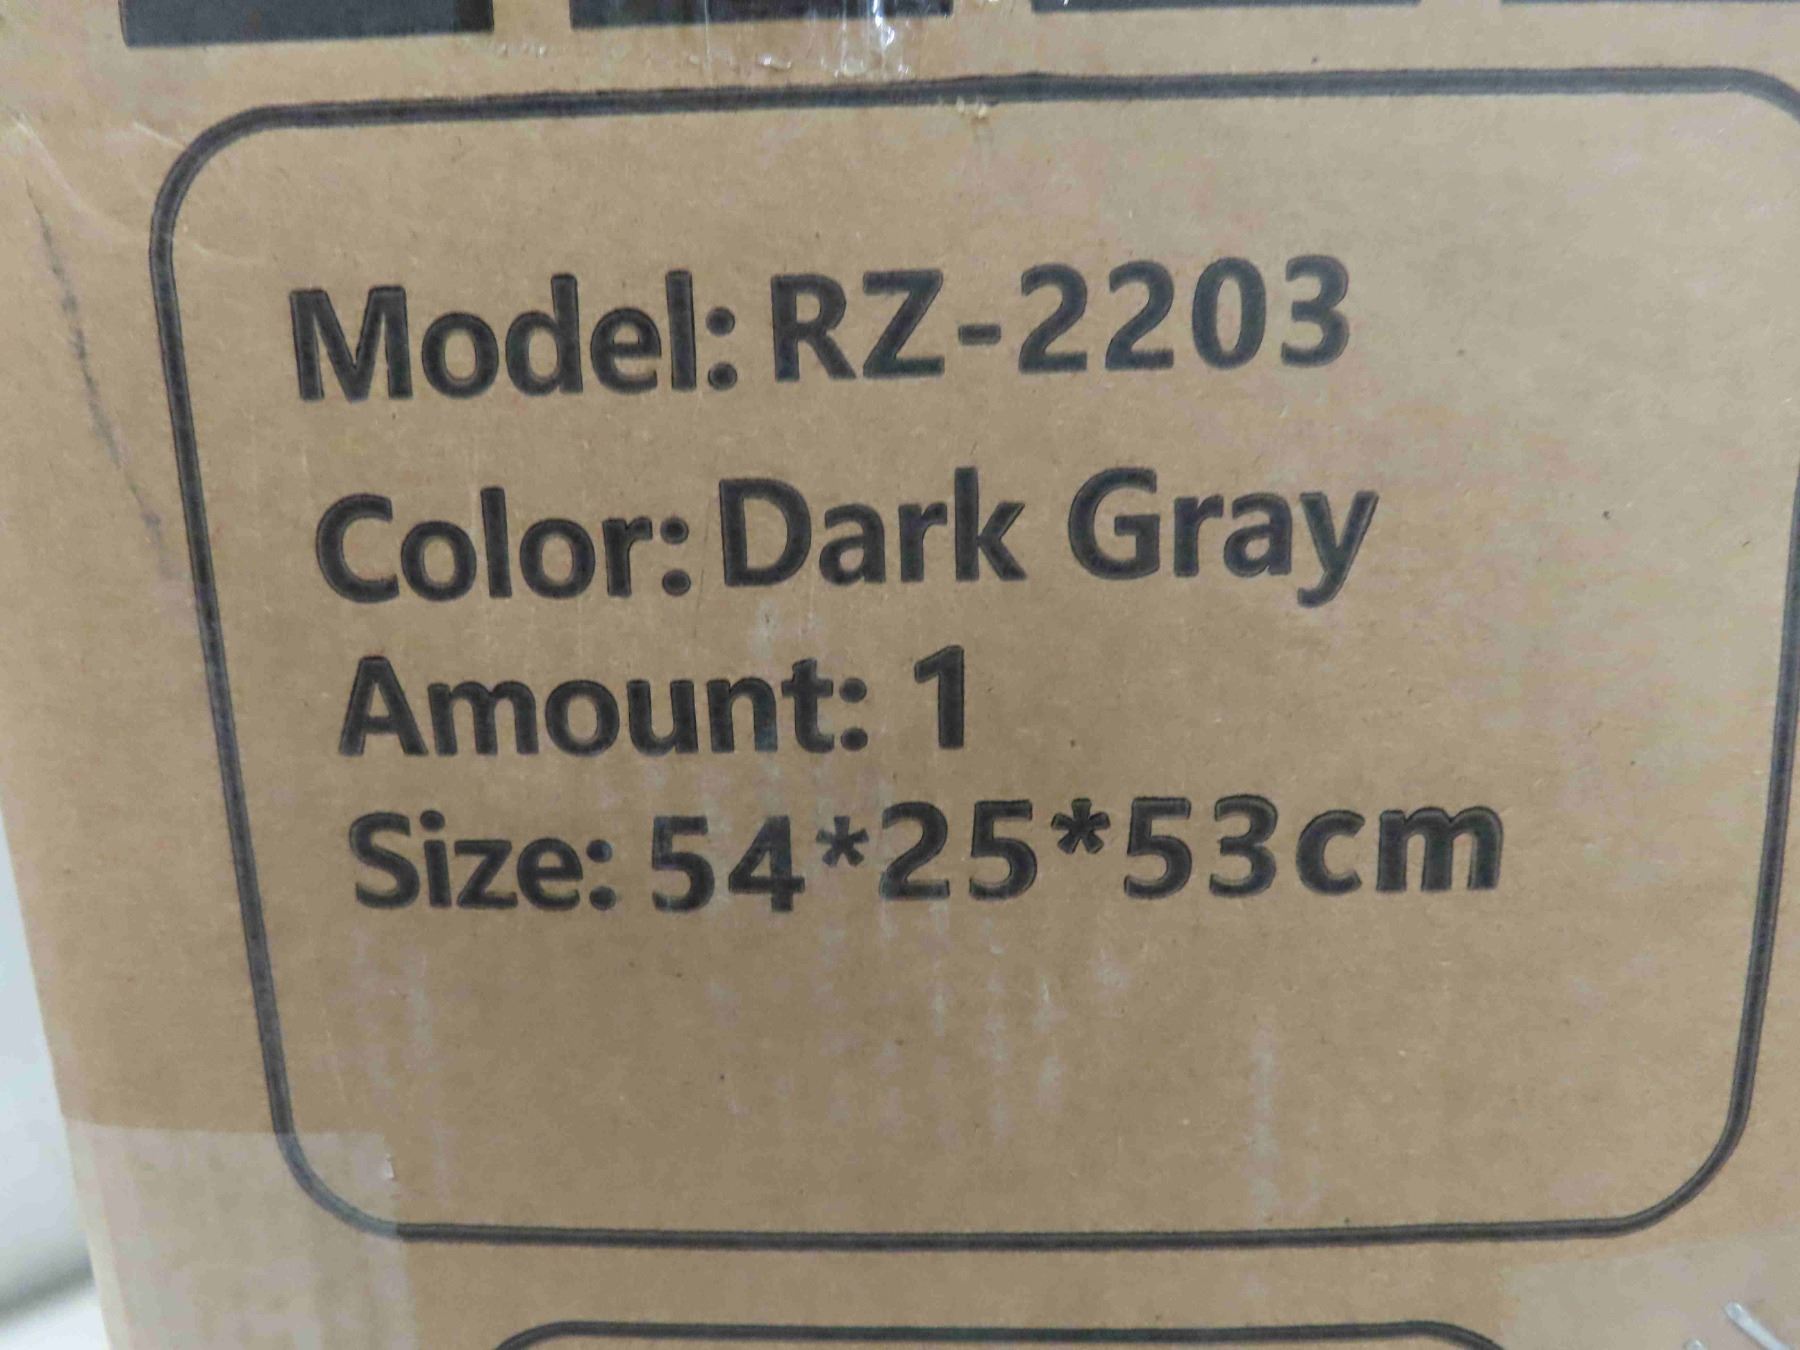 Model: RZ-2203
Color: Dark Gray
Amount: 1
Size: 54*25*53cm